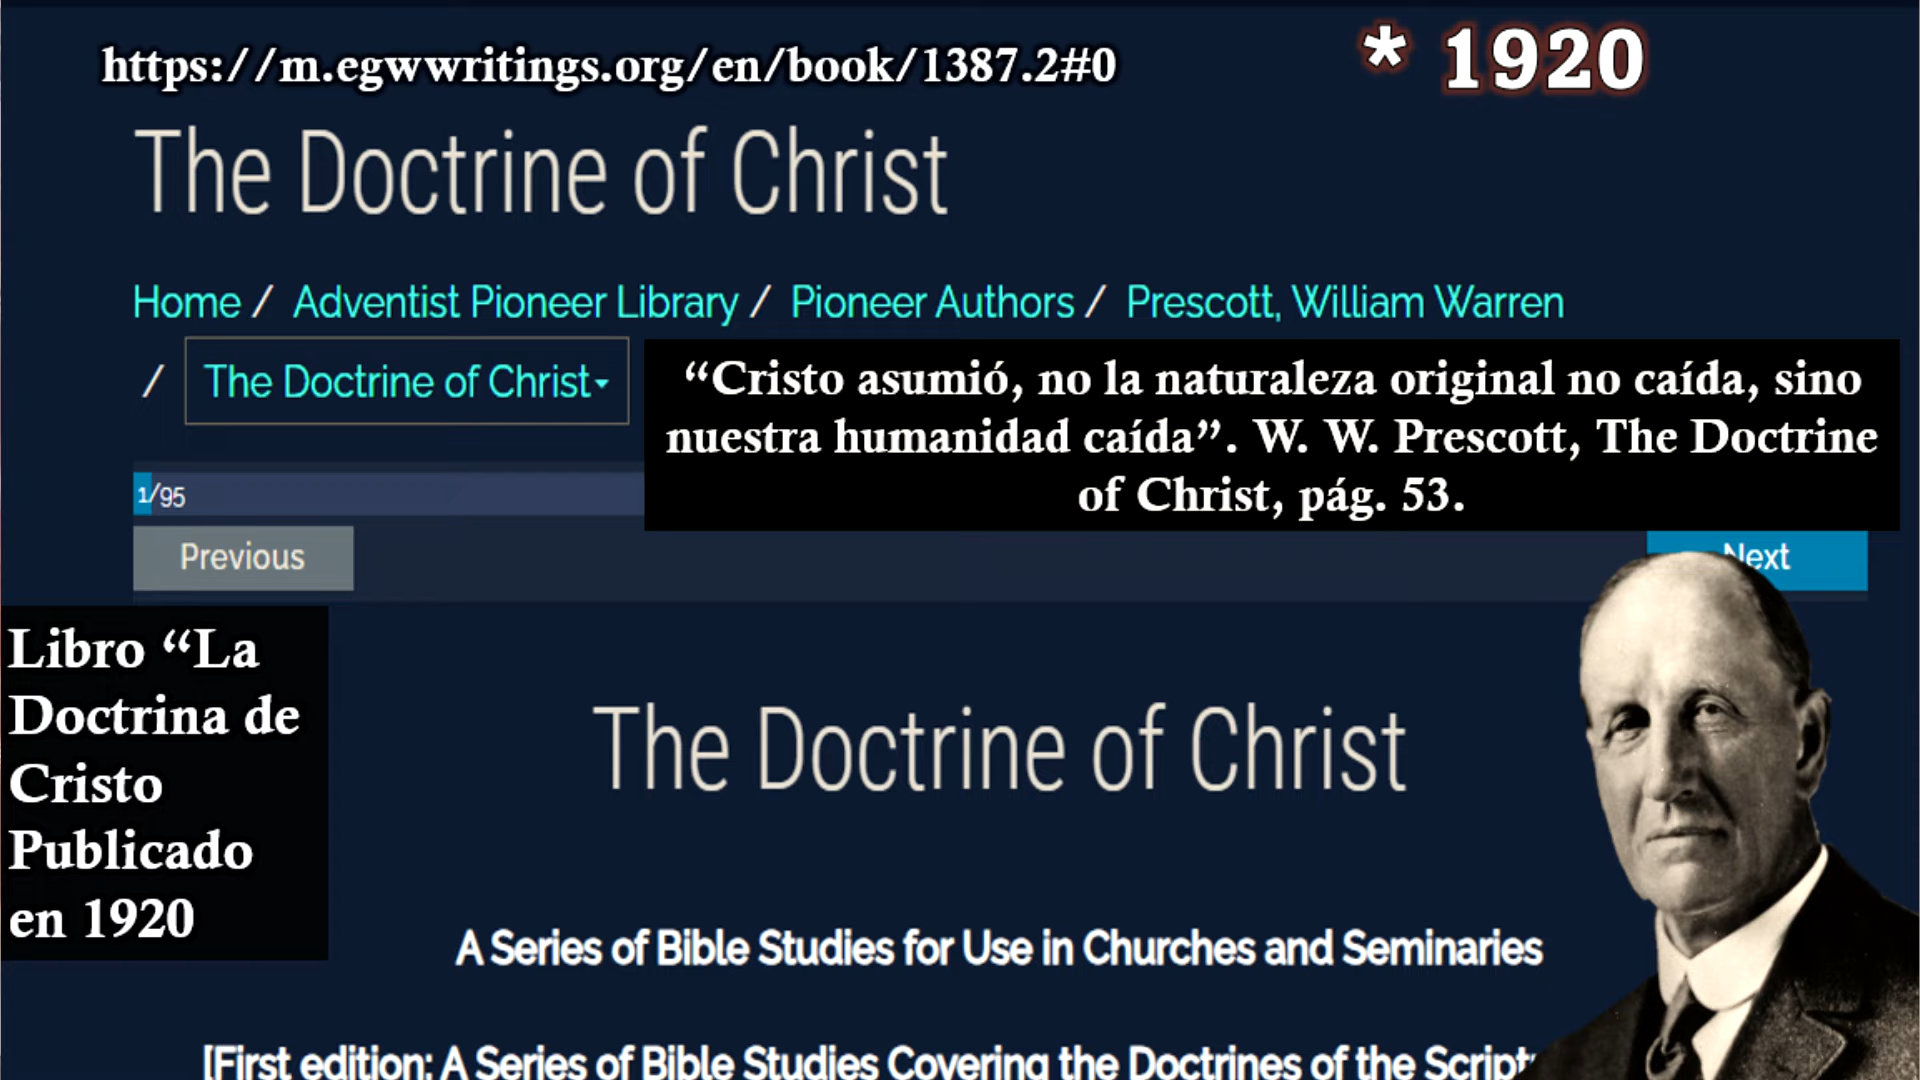 https://m.egwwritings.org/en/book/1387.2#0
* 1920
The Doctrine of Christ
Home / Adventist Pioneer Library / Pioneer Authors / Prescott, William Warren
/ The Doctrine of Christ
“Cristo asumió, no la naturaleza original no caída, sino
nuestra humanidad caída”. W. W. Prescott, The Doctrine
of Christ, pág. 53.
1/95
Previous
Next
Libro “La
Doctrina de
Cristo
Publicado
en 1920
The Doctrine of Christ
A Series of Bible Studies for Use in Churches and Seminaries
[First edition: A Series of Bible Studies Covering the Doctrines of the